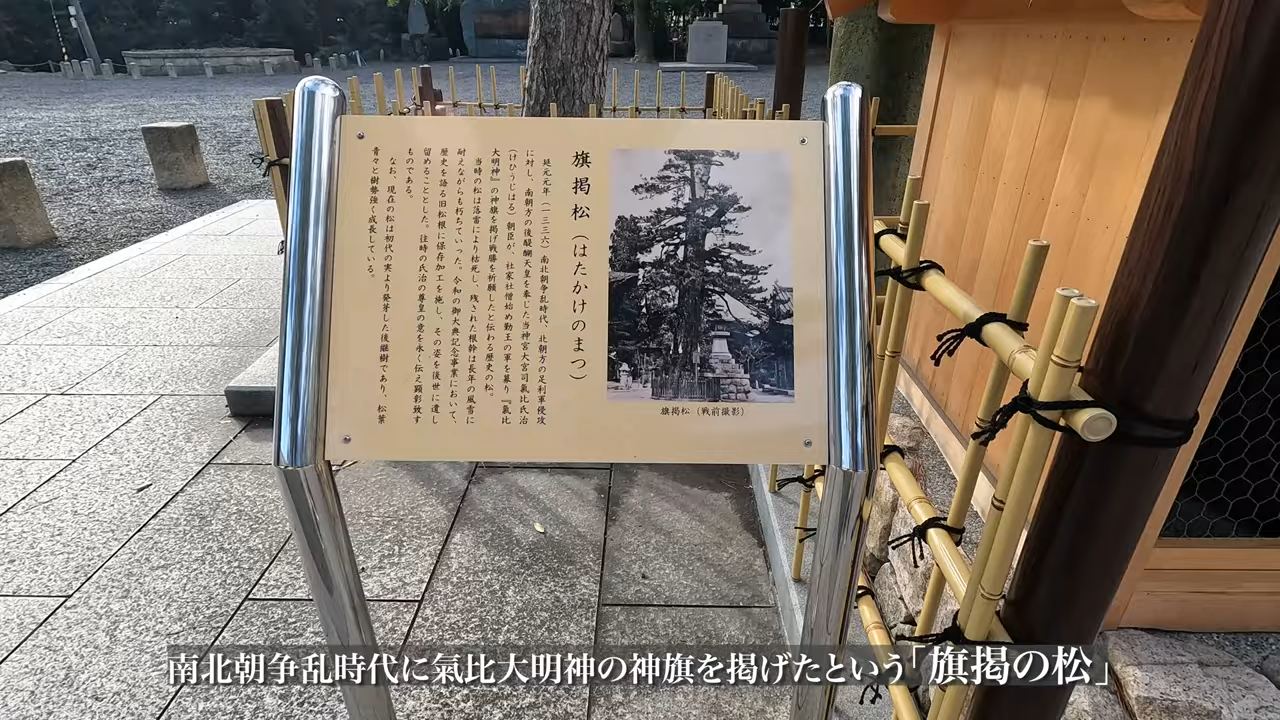 旗掲松（はたかけのまつ）
延元元年（一三三六）南北朝争乱時代、北朝方の足利軍侵攻
に対し、南朝方の後醍醐天皇を奉じた当神宮大宮司氣比氏治
（けひうじはる）朝臣が、社家社僧始め勤王の軍を募り『氣比
大明神』の神旗を掲げ戦勝を祈願したと伝わる歴史の松。
当時の松は落雷により枯死し、残された根幹は長年の風雪に
耐えながらも朽ちていった。令和の御大典記念事業において、
歴史を語る旧松根に保存加工を施し、その姿を後世に遺し
留めることとした。往時の氏治の尊皇の意を永く伝え顕彰致す
ものである。
なお、現在の松は初代の実より発芽した後継樹であり、松葉
青々と樹勢強く成長している。
旗掲松（戦前撮影）
南北朝争乱時代に氣比大明神の神旗を掲げたという「旗掲の松」